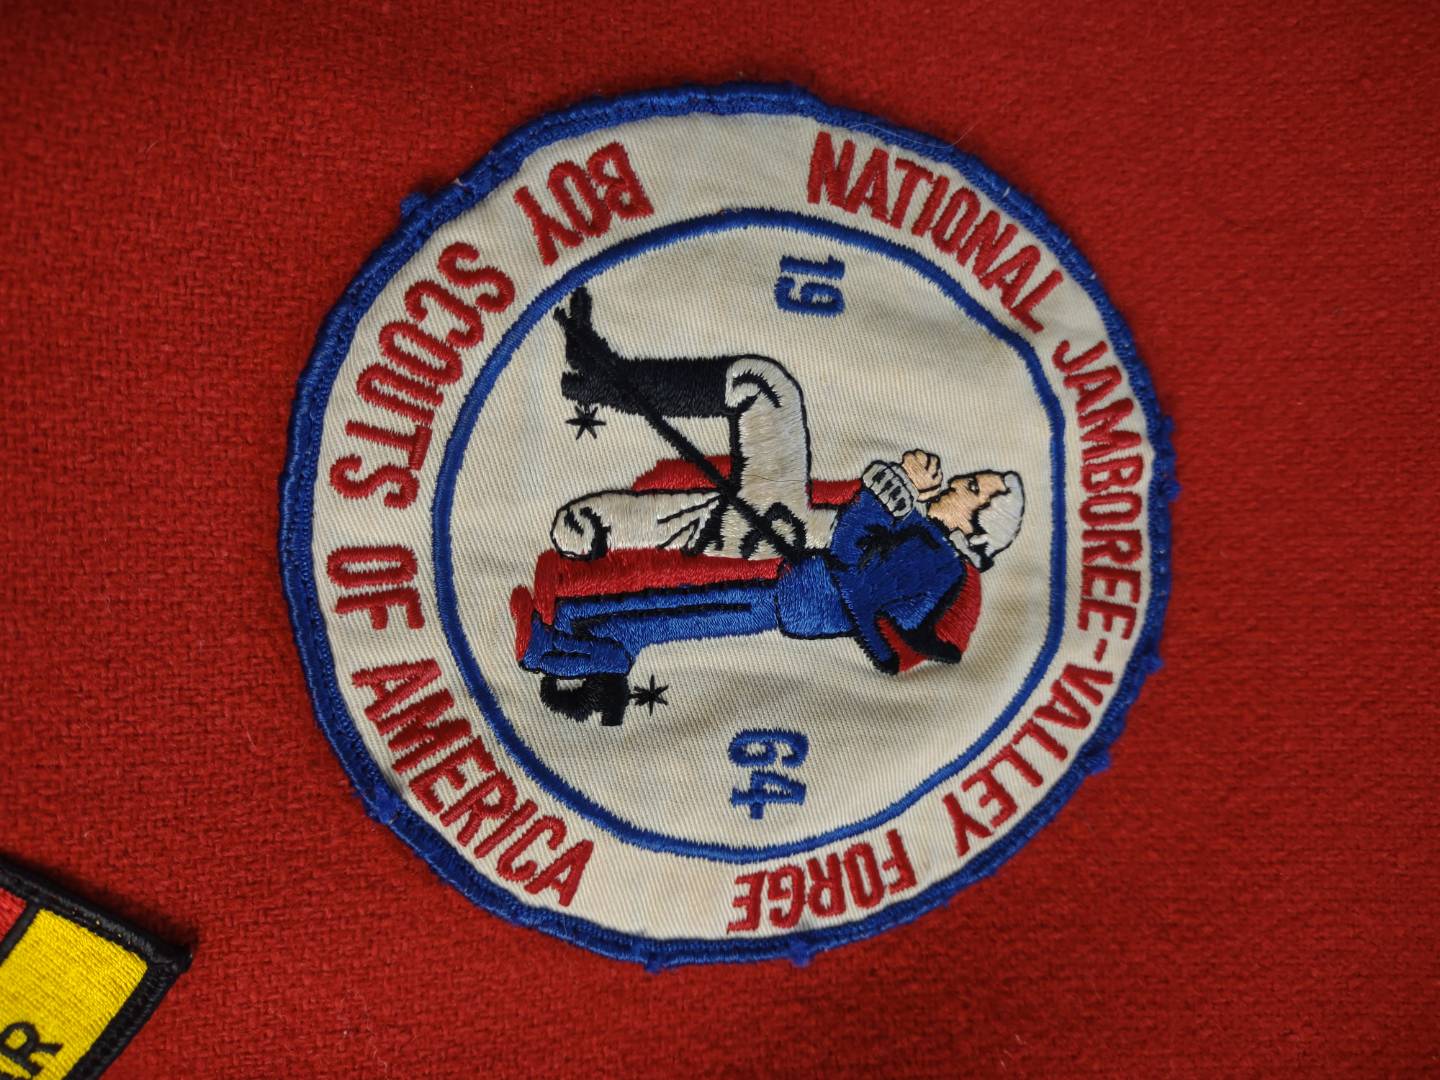 NATIONAL JAMBOREE-VALLEY FORGE
19 64
BOY SCOUTS OF AMERICA